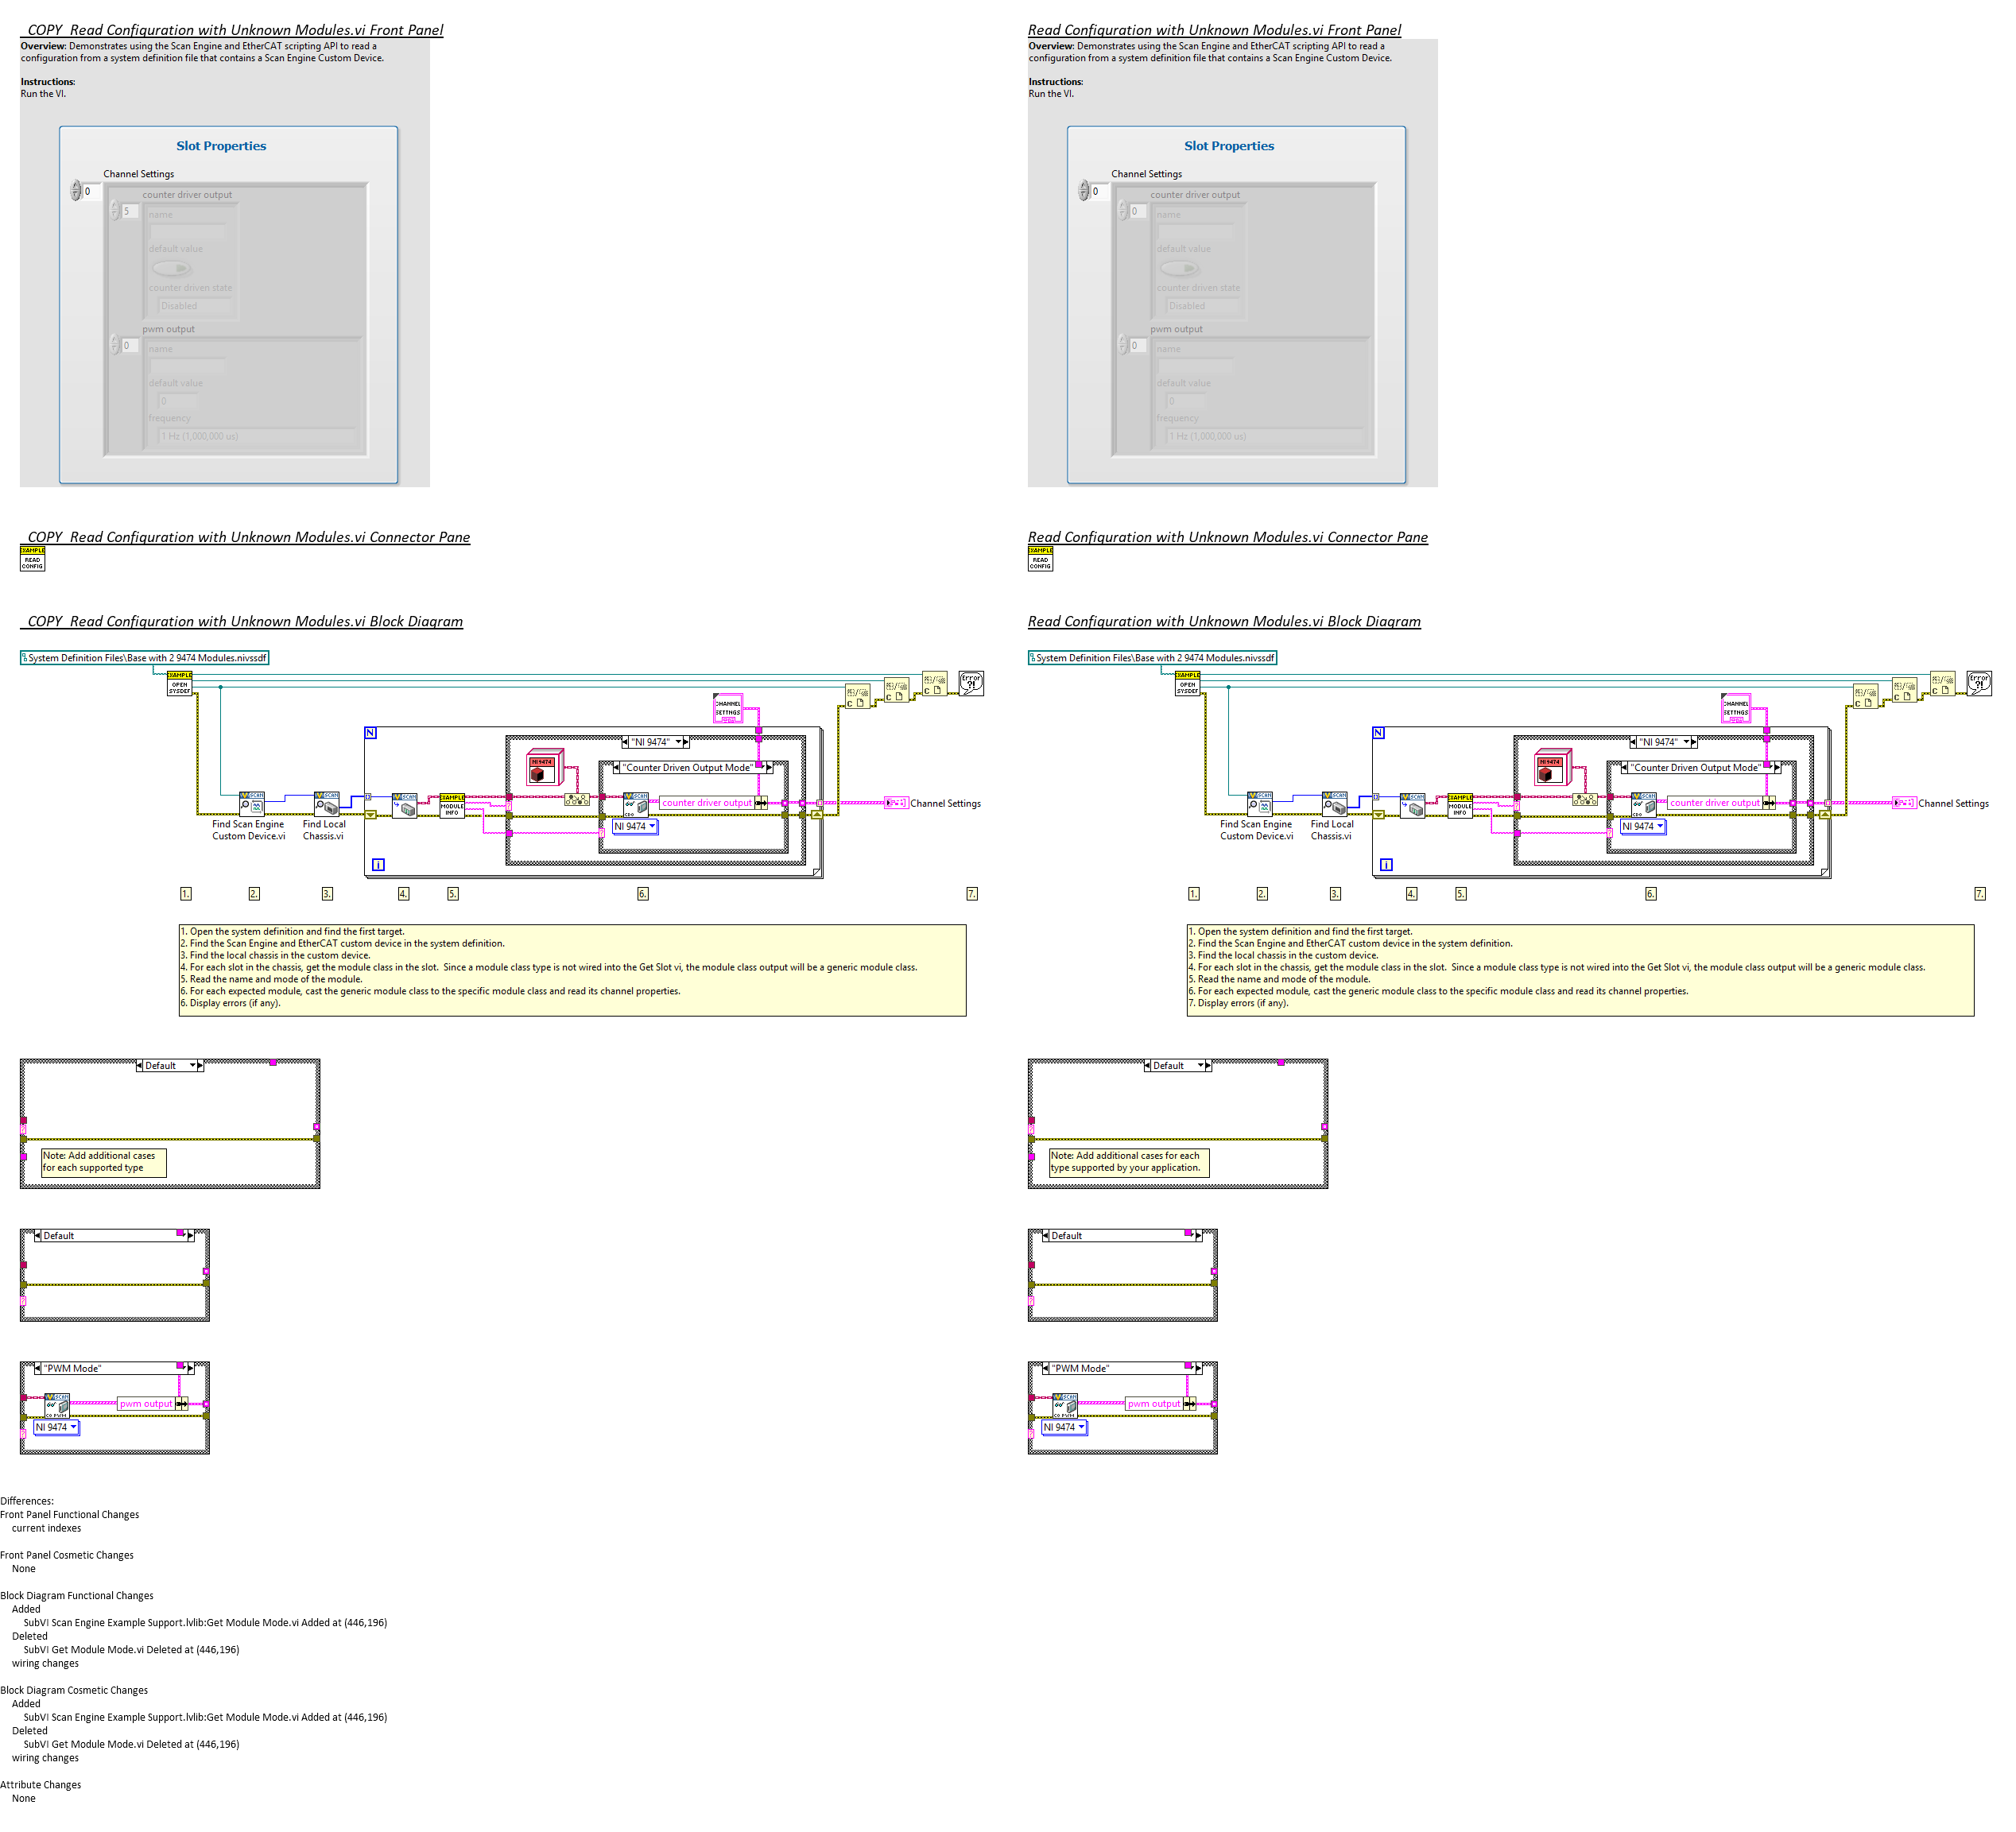 _COPY_Read Configuration with Unknown Modules.vi Front Panel
Overview: Demonstrates using the Scan Engine and EtherCAT scripting API to read a
configuration from a system definition file that contains a Scan Engine Custom Device.
Instructions:
Run the VI.
Slot Properties
Channel Settings
0
counter driver output
5
name
default value
counter driven state
Disabled
pwm output
0
name
default value
0
frequency
1 Hz (1,000,000 us)
Read Configuration with Unknown Modules.vi Front Panel
Overview: Demonstrates using the Scan Engine and EtherCAT scripting API to read a
configuration from a system definition file that contains a Scan Engine Custom Device.
Instructions:
Run the VI.
Slot Properties
Channel Settings
0
counter driver output
0
name
default value
counter driven state
Disabled
pwm output
0
name
default value
0
frequency
1 Hz (1,000,000 us)
_COPY_Read Configuration with Unknown Modules.vi Connector Pane
EXAMPLE
READ
CONFIG
Read Configuration with Unknown Modules.vi Connector Pane
EXAMPLE
READ
CONFIG
_COPY_Read Configuration with Unknown Modules.vi Block Diagram
System Definition Files\Base with 2 9474 Modules.nivssdf
EXAMPLE
OPEN
SYSDEF
Error
?!
CHANNEL
SETTNGS
N
"NI 9474"
NI 9474
"Counter Driven Output Mode"
SCAN
SCAN
SCAN
EXAMPLE
MODULE
INFO
SCAN
CDO
counter driver output
Channel Settings
NI 9474
Find Scan Engine
Custom Device.vi
Find Local
Chassis.vi
i
1.
2.
3.
4.
5.
6.
7.
1. Open the system definition and find the first target.
2. Find the Scan Engine and EtherCAT custom device in the system definition.
3. Find the local chassis in the custom device.
4. For each slot in the chassis, get the module class in the slot.  Since a module class type is not wired into the Get Slot vi, the module class output will be a generic module class.
5. Read the name and mode of the module.
6. For each expected module, cast the generic module class to the specific module class and read its channel properties.
6. Display errors (if any).
Read Configuration with Unknown Modules.vi Block Diagram
System Definition Files\Base with 2 9474 Modules.nivssdf
EXAMPLE
OPEN
SYSDEF
Error
?!
CHANNEL
SETTNGS
N
"NI 9474"
NI 9474
"Counter Driven Output Mode"
SCAN
SCAN
SCAN
EXAMPLE
MODULE
INFO
SCAN
CDO
counter driver output
Channel Settings
NI 9474
Find Scan Engine
Custom Device.vi
Find Local
Chassis.vi
i
1.
2.
3.
4.
5.
6.
7.
1. Open the system definition and find the first target.
2. Find the Scan Engine and EtherCAT custom device in the system definition.
3. Find the local chassis in the custom device.
4. For each slot in the chassis, get the module class in the slot.  Since a module class type is not wired into the Get Slot vi, the module class output will be a generic module class.
5. Read the name and mode of the module.
6. For each expected module, cast the generic module class to the specific module class and read its channel properties.
7. Display errors (if any).
Default
Note: Add additional cases
for each supported type
Default
Note: Add additional cases for each
type supported by your application.
Default
Default
"PWM Mode"
SCAN
CO PWM
pwm output
NI 9474
"PWM Mode"
SCAN
CO PWM
pwm output
NI 9474
Differences:
Front Panel Functional Changes
current indexes
Front Panel Cosmetic Changes
None
Block Diagram Functional Changes
Added
SubVI Scan Engine Example Support.lvlib:Get Module Mode.vi Added at (446,196)
Deleted
SubVI Get Module Mode.vi Deleted at (446,196)
wiring changes
Block Diagram Cosmetic Changes
Added
SubVI Scan Engine Example Support.lvlib:Get Module Mode.vi Added at (446,196)
Deleted
SubVI Get Module Mode.vi Deleted at (446,196)
wiring changes
Attribute Changes
None